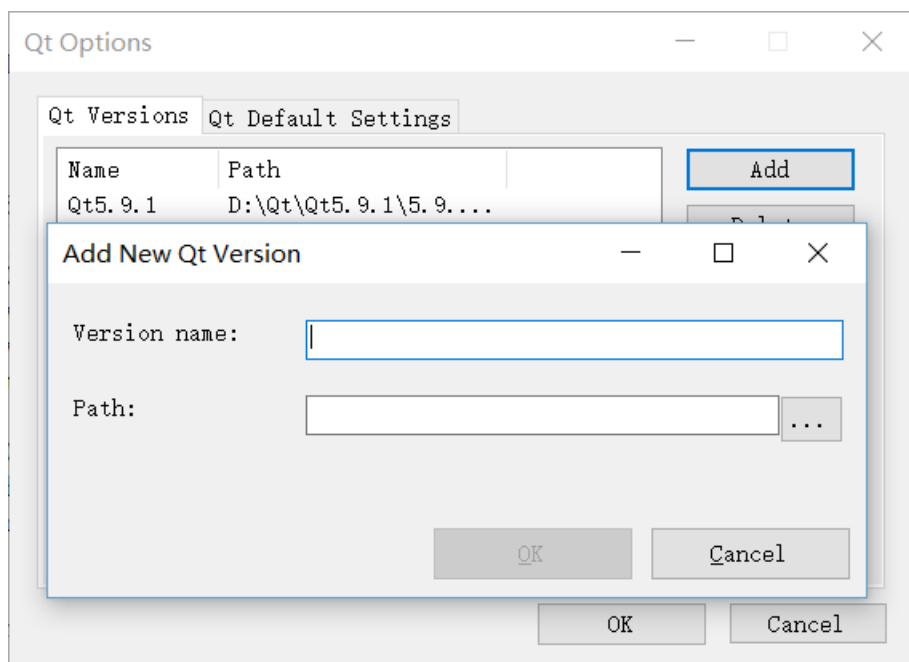 Qt Options
Qt Versions Qt Default Settings
Name Path
Add
Qt5.9.1 D:\Qt\Qt5.9.1\5.9....
Add New Qt Version
Version name:
Path:
...
OK Cancel
OK Cancel